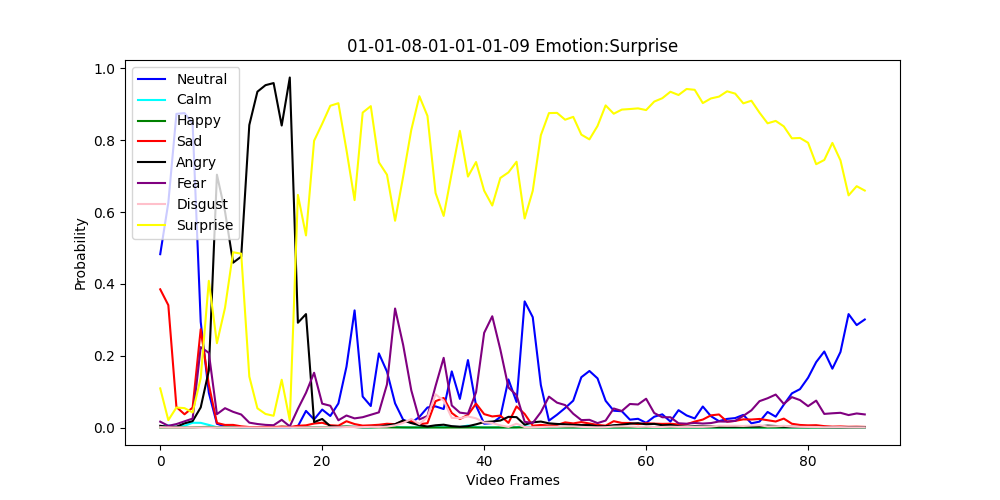 01-01-08-01-01-01-09 Emotion:Surprise
Probability
1.0
0.8
0.6
0.4
0.2
0.0
Neutral
Calm
Happy
Sad
Angry
Fear
Disgust
Surprise
0 20 40 60 80
Video Frames